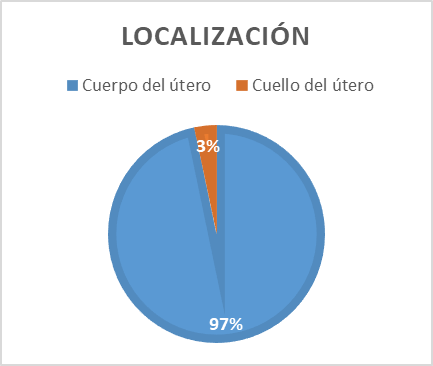 LOCALIZACIÓN
Cuerpo del útero Cuello del útero
3%
97%